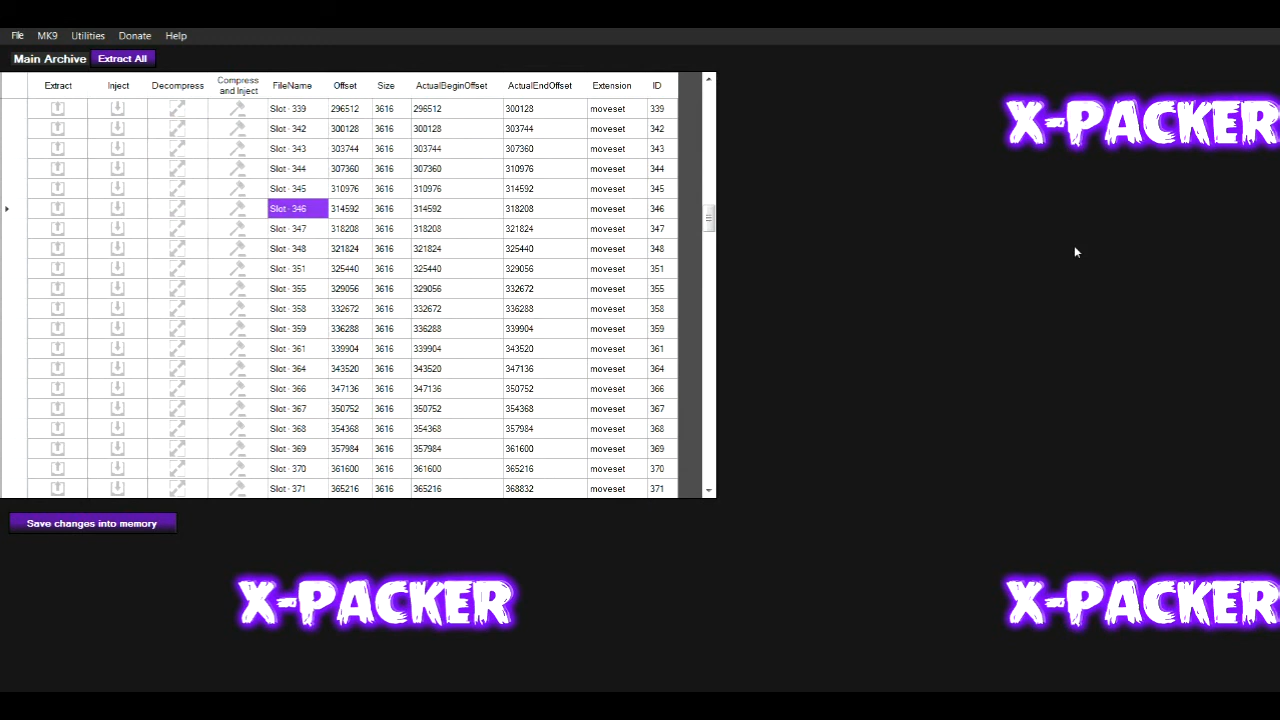 File MK9 Utilities Donate Help
Main Archive Extract All
Extract Inject Decompress Compress and Inject FileName Offset Size ActualBeginOffset ActualEndOffset Extension ID
Slot - 339 296512 3616 296512 300128 moveset 339
Slot - 342 300128 3616 300128 303744 moveset 342
Slot - 343 303744 3616 303744 307360 moveset 343
Slot - 344 307360 3616 307360 310976 moveset 344
Slot - 345 310976 3616 310976 314592 moveset 345
Slot - 346 314592 3616 314592 318208 moveset 346
Slot - 347 318208 3616 318208 321824 moveset 347
Slot - 348 321824 3616 321824 325440 moveset 348
Slot - 351 325440 3616 325440 329056 moveset 351
Slot - 355 329056 3616 329056 332672 moveset 355
Slot - 358 332672 3616 332672 336288 moveset 358
Slot - 359 336288 3616 336288 339904 moveset 359
Slot - 361 339904 3616 339904 343520 moveset 361
Slot - 364 343520 3616 343520 347136 moveset 364
Slot - 366 347136 3616 347136 350752 moveset 366
Slot - 367 350752 3616 350752 354368 moveset 367
Slot - 368 354368 3616 354368 357984 moveset 368
Slot - 369 357984 3616 357984 361600 moveset 369
Slot - 370 361600 3616 361600 365216 moveset 370
Slot - 371 365216 3616 365216 368832 moveset 371
Save changes into memory
X-PACKER
X-PACKER
X-PACKER